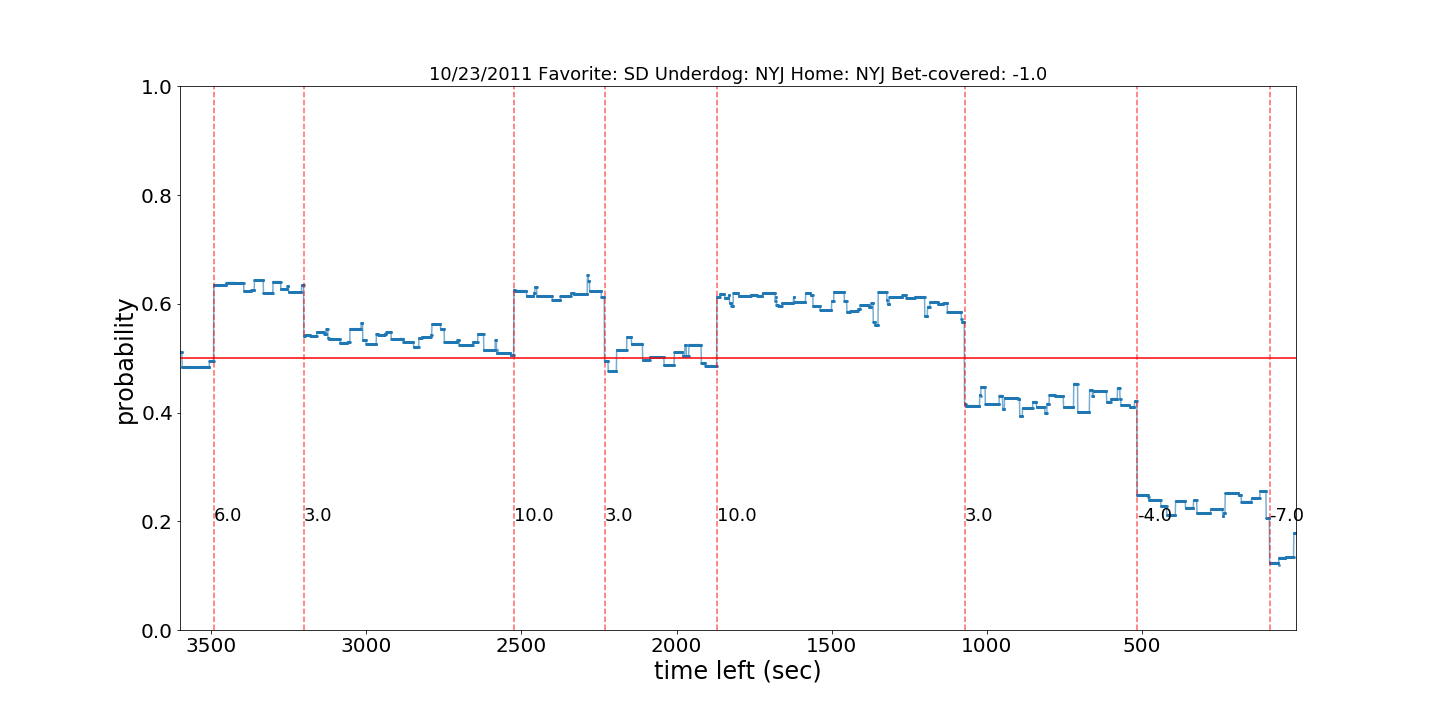 10/23/2011 Favorite: SD Underdog: NYJ Home: NYJ Bet-covered: -1.0
1.0
0.8
0.6
0.4
0.2
0.0
probability
6.0 3.0 10.0 3.0 10.0 3.0 -4.0 -7.0
3500 3000 2500 2000 1500 1000 500
time left (sec)